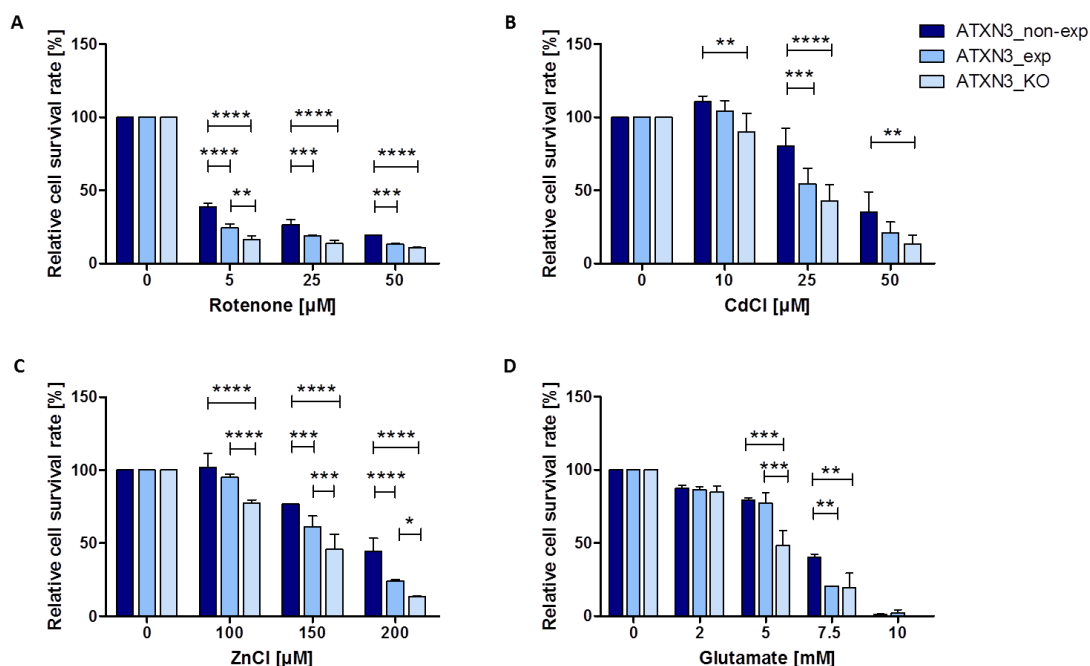 A
Relative cell survival rate [%]
150
100
50
0
****
****
**
****
***
****
***
0 5 25 50
Rotenone [µM]
B
Relative cell survival rate [%]
150
100
50
0
**
****
***
**
0 10 25 50
CdCl [µM]
ATXN3_non-exp
ATXN3_exp
ATXN3_KO
C
Relative cell survival rate [%]
150
100
50
0
****
****
****
***
***
****
****
*
0 100 150 200
ZnCl [µM]
D
Relative cell survival rate [%]
150
100
50
0
***
***
**
**
0 2 5 7.5 10
Glutamate [mM]